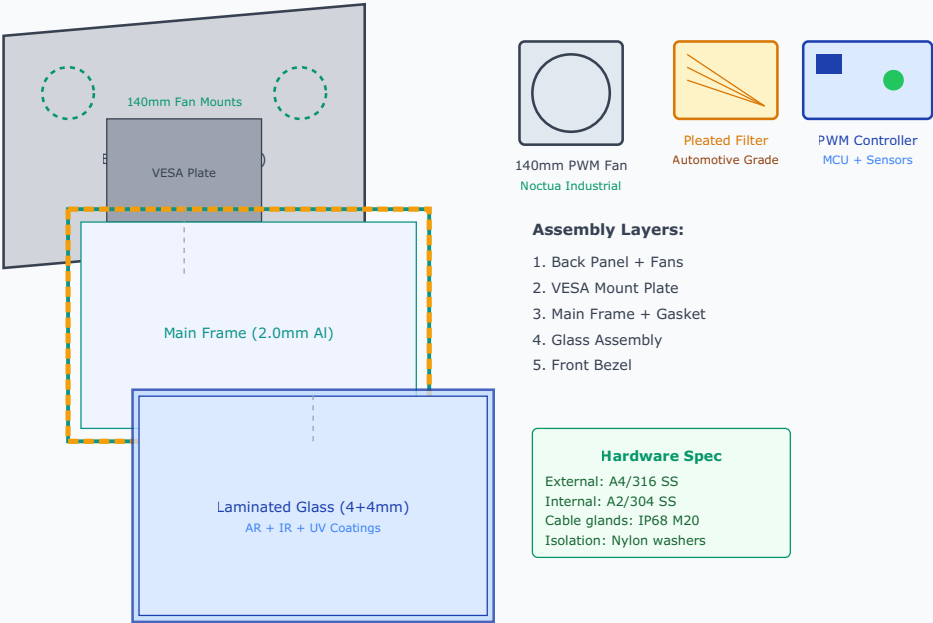 140mm Fan Mounts
VESA Plate
Main Frame (2.0mm Al)
Laminated Glass (4+4mm)
AR + IR + UV Coatings
140mm PWM Fan
Noctua Industrial
Pleated Filter
Automotive Grade
PWM Controller
MCU + Sensors
Assembly Layers:
1. Back Panel + Fans
2. VESA Mount Plate
3. Main Frame + Gasket
4. Glass Assembly
5. Front Bezel
Hardware Spec
External: A4/316 SS
Internal: A2/304 SS
Cable glands: IP68 M20
Isolation: Nylon washers